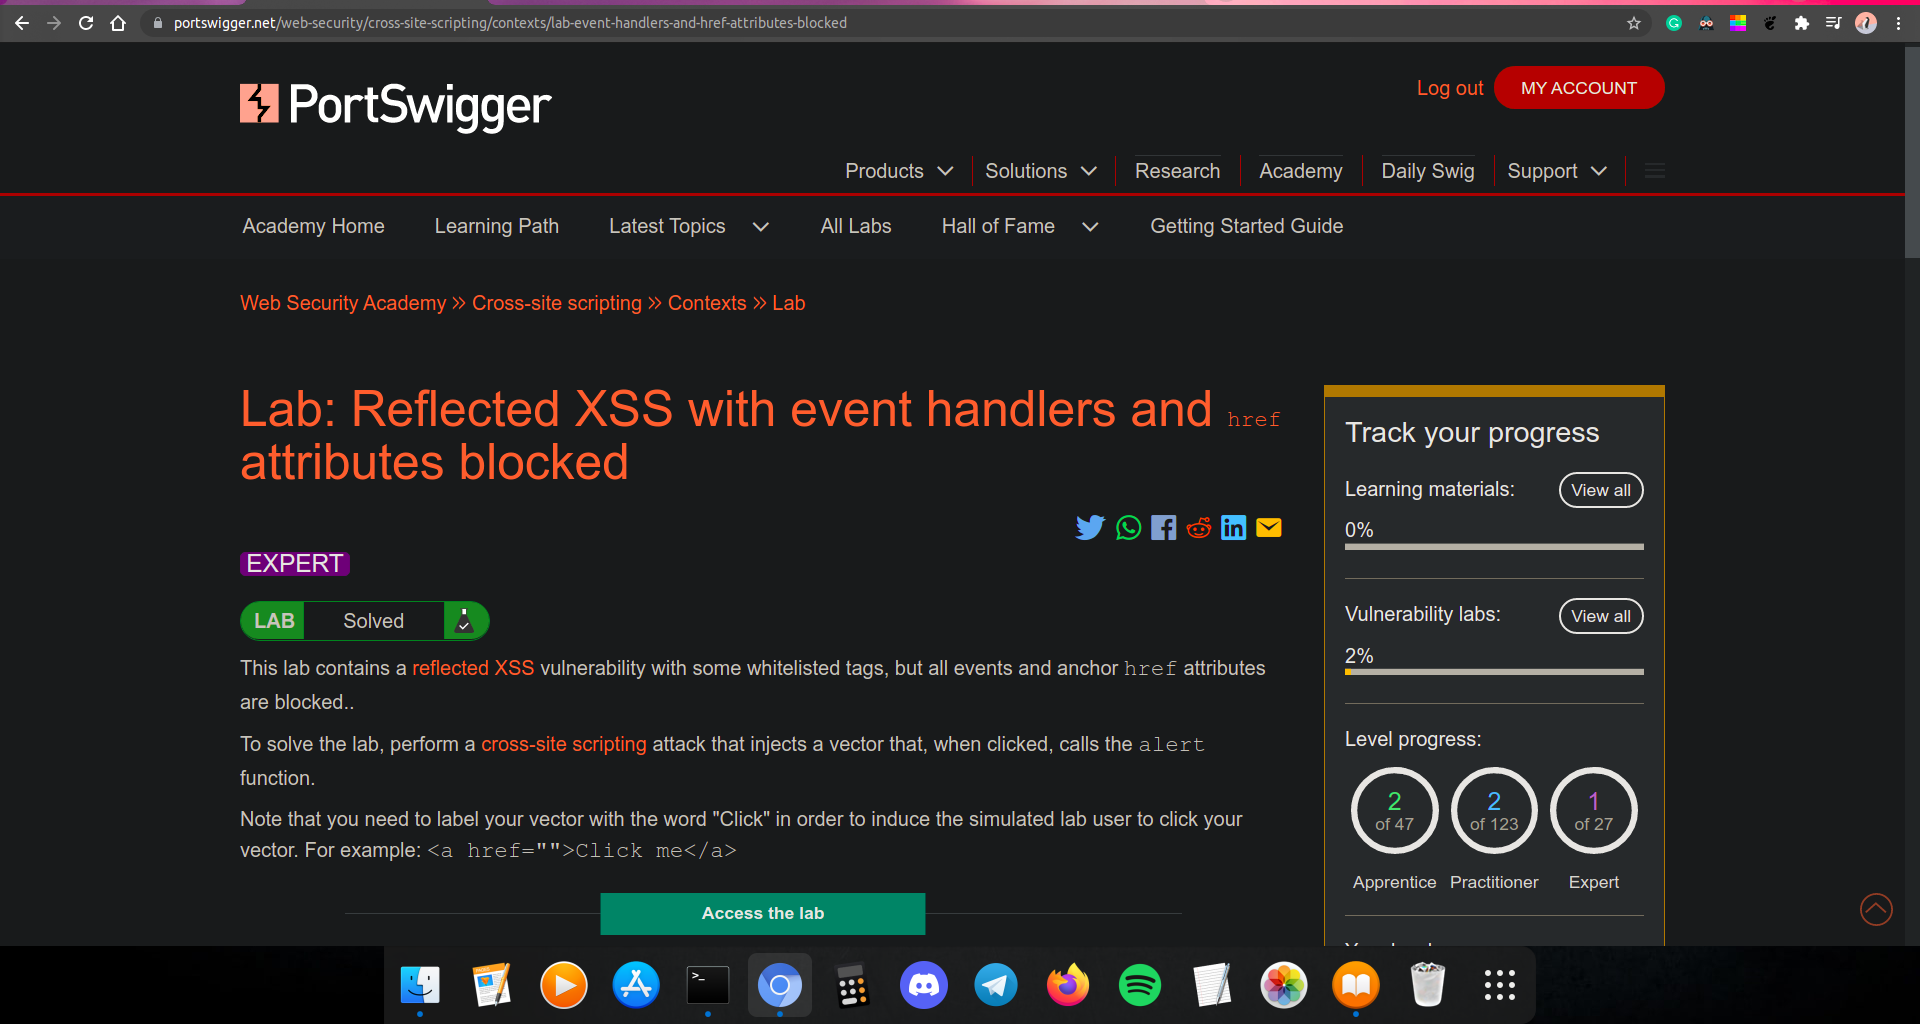 portswigger.net/web-security/cross-site-scripting/contexts/lab-event-handlers-and-href-attributes-blocked
PortSwigger
Log out
MY ACCOUNT
Products
Solutions
Research
Academy
Daily Swig
Support
Academy Home
Learning Path
Latest Topics
All Labs
Hall of Fame
Getting Started Guide
Web Security Academy » Cross-site scripting » Contexts » Lab
Lab: Reflected XSS with event handlers and href
attributes blocked
EXPERT
LAB Solved
This lab contains a reflected XSS vulnerability with some whitelisted tags, but all events and anchor href attributes
are blocked..
To solve the lab, perform a cross-site scripting attack that injects a vector that, when clicked, calls the alert
function.
Note that you need to label your vector with the word "Click" in order to induce the simulated lab user to click your
vector. For example: <a href="">Click me</a>
Access the lab
Track your progress
Learning materials:
View all
0%
Vulnerability labs:
View all
2%
Level progress:
2
of 47
2
of 123
1
of 27
Apprentice
Practitioner
Expert